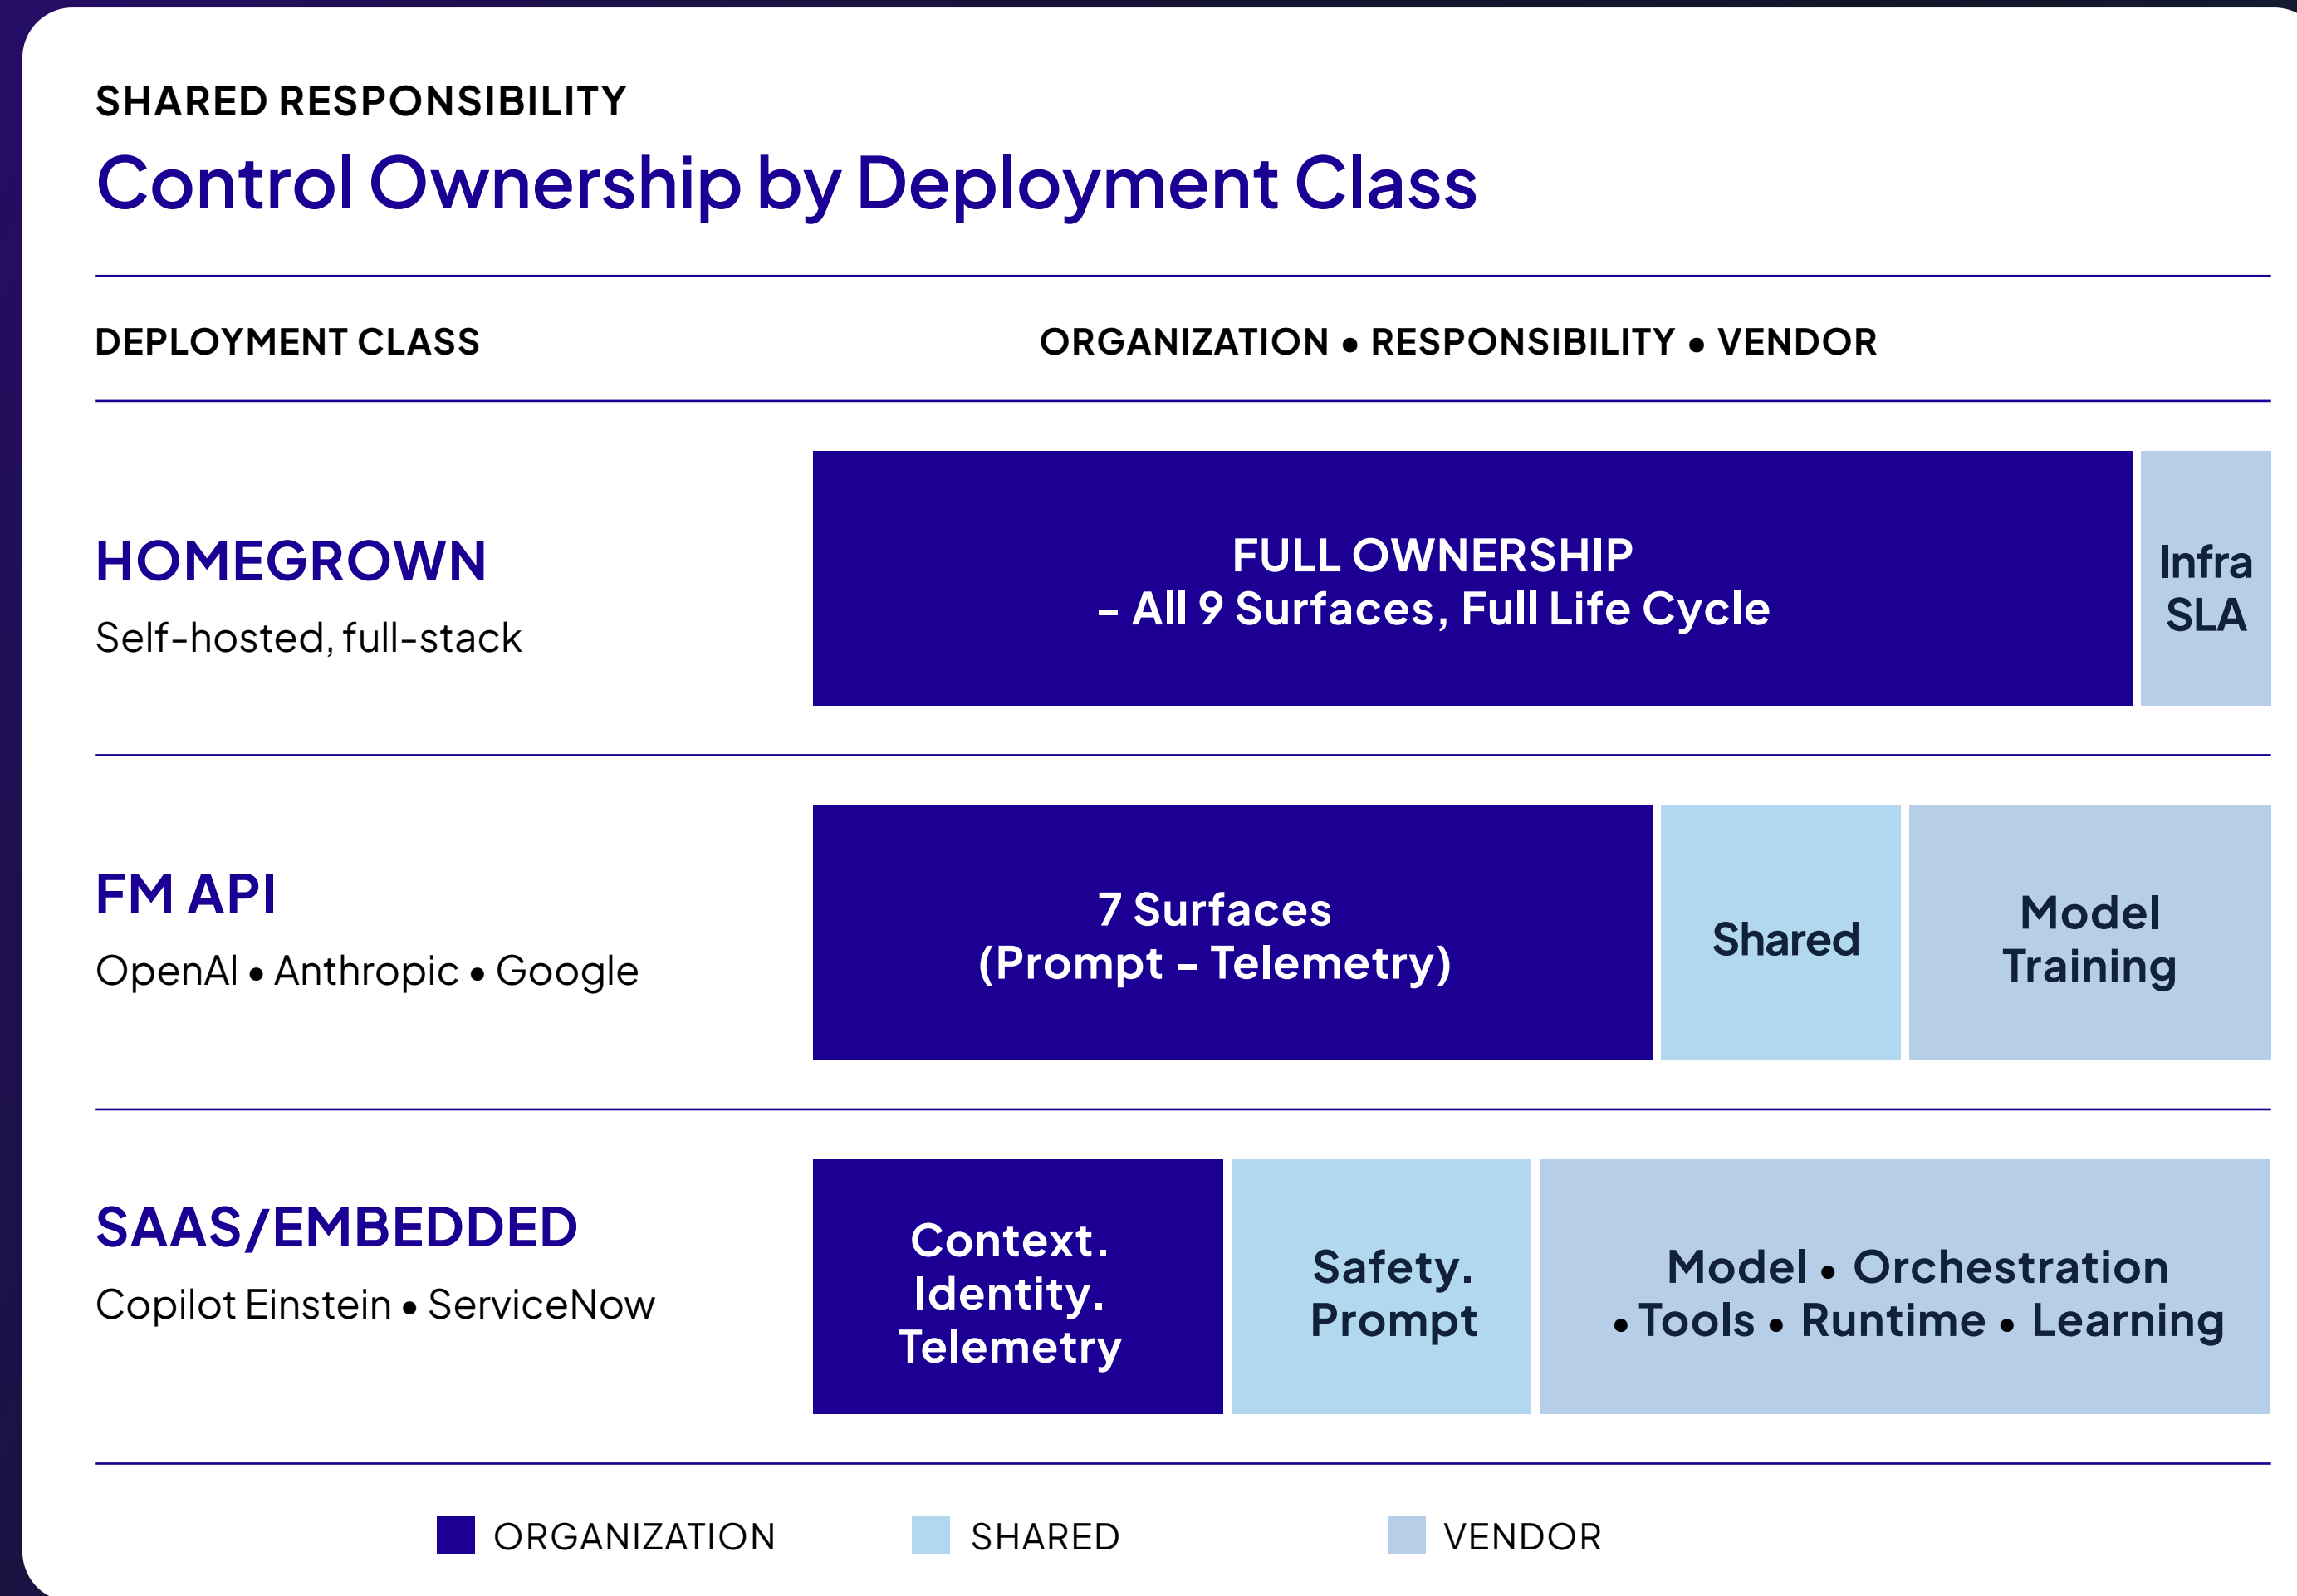 SHARED RESPONSIBILITY
Control Ownership by Deployment Class
DEPLOYMENT CLASS
ORGANIZATION • RESPONSIBILITY • VENDOR
HOMEGROWN
Self-hosted, full-stack
FULL OWNERSHIP
– All 9 Surfaces, Full Life Cycle
Infra
SLA
FM API
OpenAI • Anthropic • Google
7 Surfaces
(Prompt – Telemetry)
Shared
Model
Training
SAAS/EMBEDDED
Copilot Einstein • ServiceNow
Context.
Identity.
Telemetry
Safety.
Prompt
Model • Orchestration
• Tools • Runtime • Learning
ORGANIZATION
SHARED
VENDOR